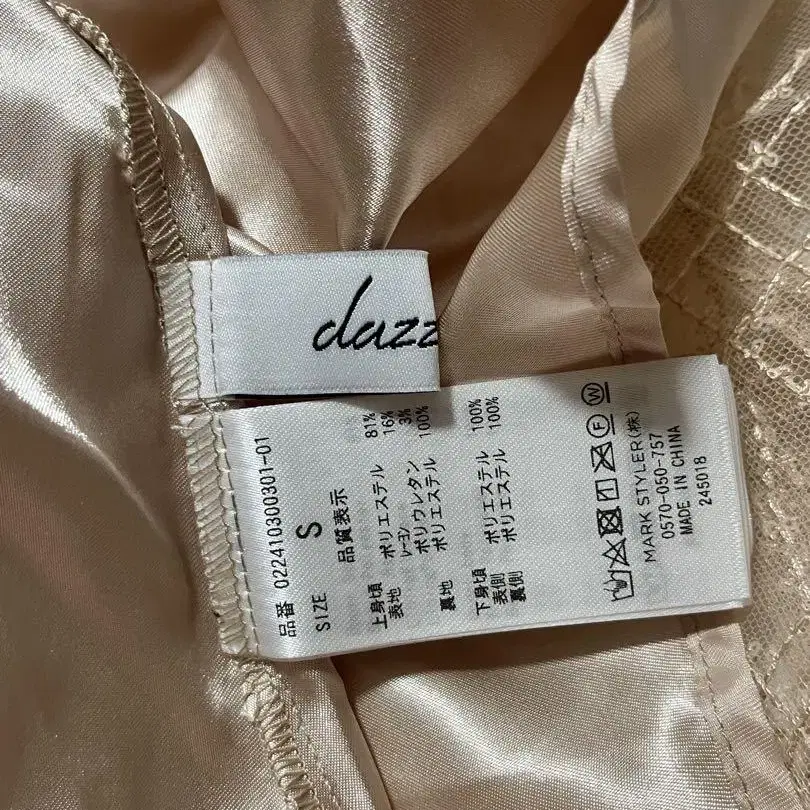 dazz
品番 022410300301-01
SIZE S
品質表示
上身頃
表地 ポリエステル 81%
レーヨン 16%
ポリウレタン 3%
裏地 ポリエステル 100%
下身頃
表側 ポリエステル 100%
裏側 ポリエステル 100%
MARK STYLER(株)
0570-050-757
MADE IN CHINA
245018